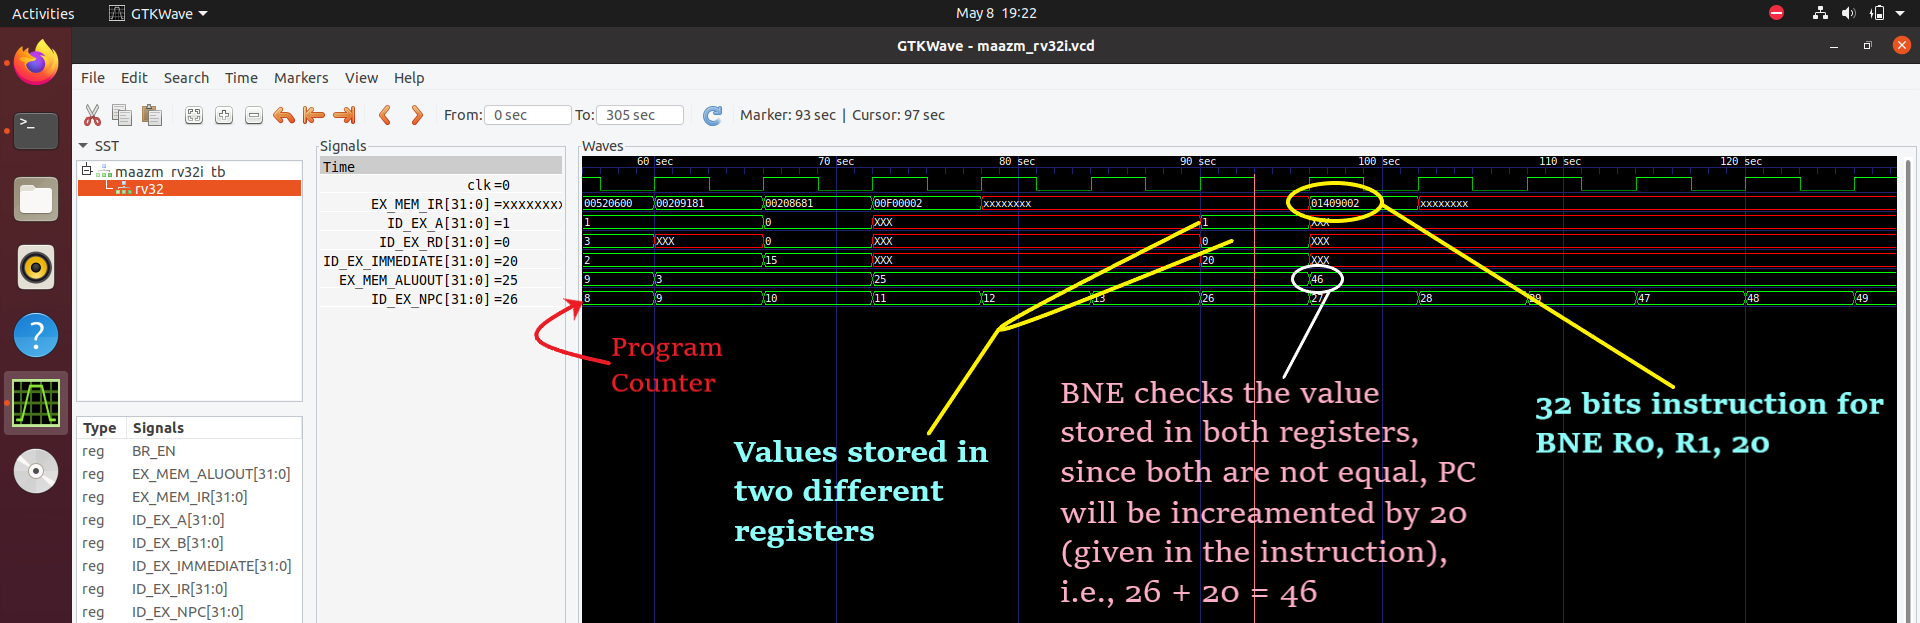 Activities GTKWave May 8 19:22
GTKWave - maazm_rv32i.vcd
File Edit Search Time Markers View Help
From: 0 sec To: 305 sec Marker: 93 sec | Cursor: 97 sec
SST
maazm_rv32i_tb
rv32
Type Signals
reg BR_EN
reg EX_MEM_ALUOUT[31:0]
reg EX_MEM_IR[31:0]
reg ID_EX_A[31:0]
reg ID_EX_B[31:0]
reg ID_EX_IMMEDIATE[31:0]
reg ID_EX_IR[31:0]
reg ID_EX_NPC[31:0]
Signals
Time
clk=0
EX_MEM_IR[31:0]=xxxxxxxx
ID_EX_A[31:0]=1
ID_EX_RD[31:0]=0
ID_EX_IMMEDIATE[31:0]=20
EX_MEM_ALUOUT[31:0]=25
ID_EX_NPC[31:0]=26
Waves
60 sec 70 sec 80 sec 90 sec 100 sec 110 sec 120 sec
00520600 00209181 00208681 00F00002 xxxxxxxx 01409002 xxxxxxxx
1 0 XXX 1 XXX
3 XXX 0 XXX 0 XXX
2 15 XXX 20 XXX
9 3 25 46
8 9 10 11 12 13 26 27 28 29 47 48 49
Program
Counter
Values stored in
two different
registers
BNE checks the value
stored in both registers,
since both are not equal, PC
will be increamented by 20
(given in the instruction),
i.e., 26 + 20 = 46
32 bits instruction for
BNE R0, R1, 20